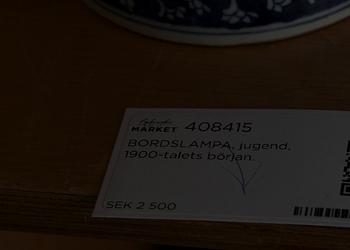 MARKET 408415
BORDSLAMPA, jugend,
1900-talets början.
SEK 2 500